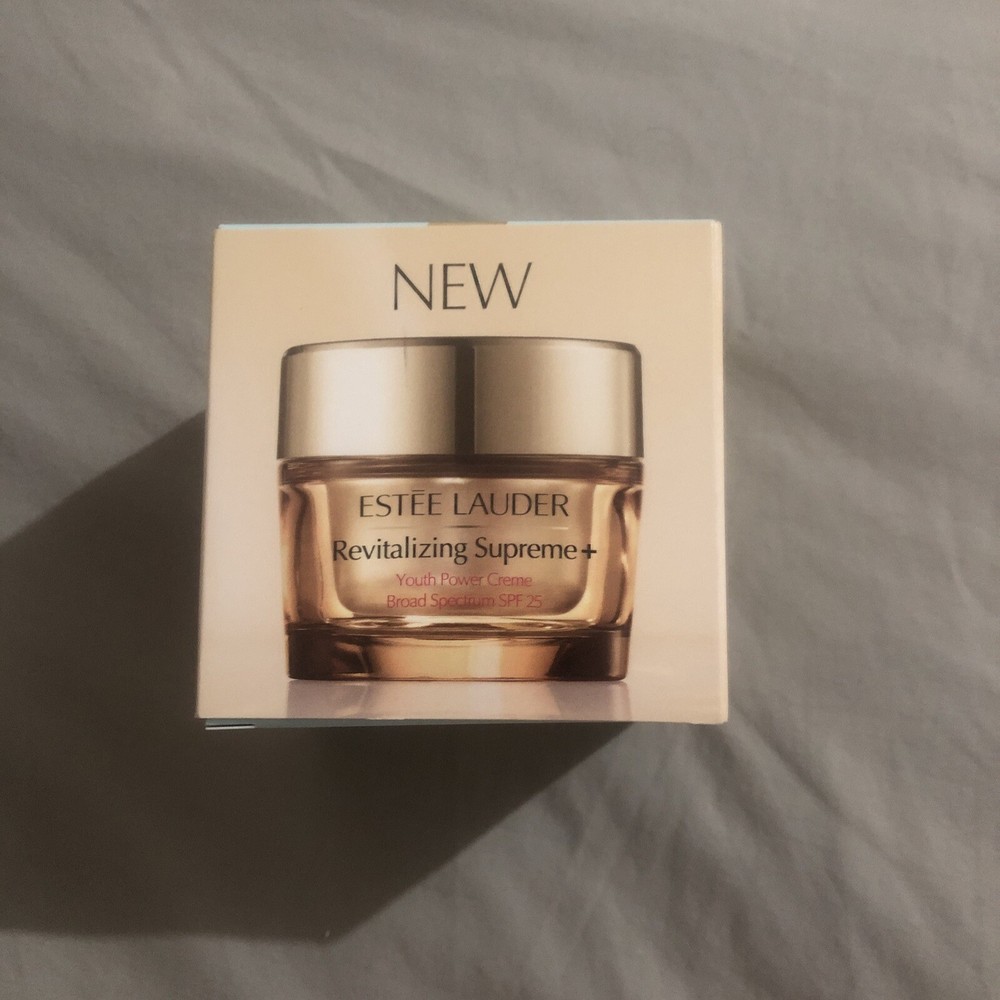 NEW
ESTĒE LAUDER
Revitalizing Supreme+
Youth Power Creme
Broad Spectrum SPF 25